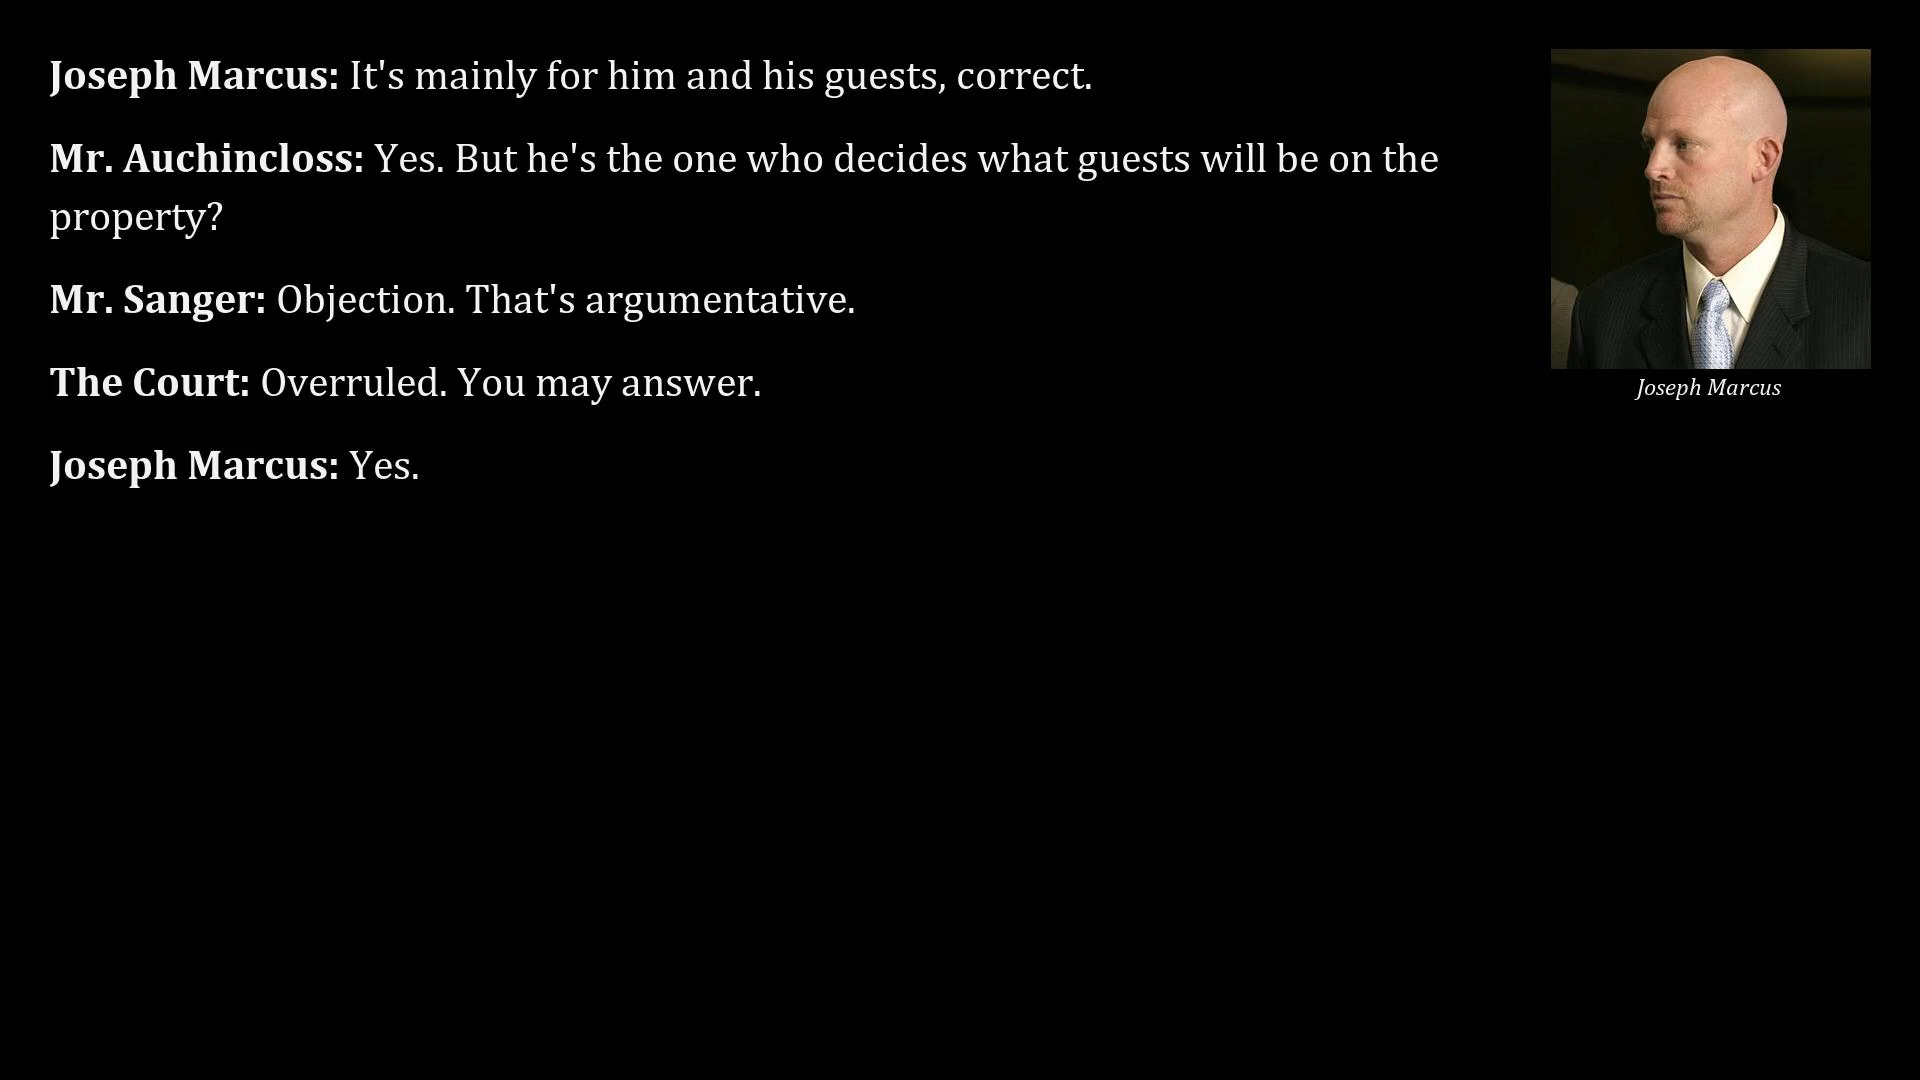 Joseph Marcus: It's mainly for him and his guests, correct.
Mr. Auchincloss: Yes. But he's the one who decides what guests will be on the
property?
Mr. Sanger: Objection. That's argumentative.
The Court: Overruled. You may answer.
Joseph Marcus: Yes.
Joseph Marcus